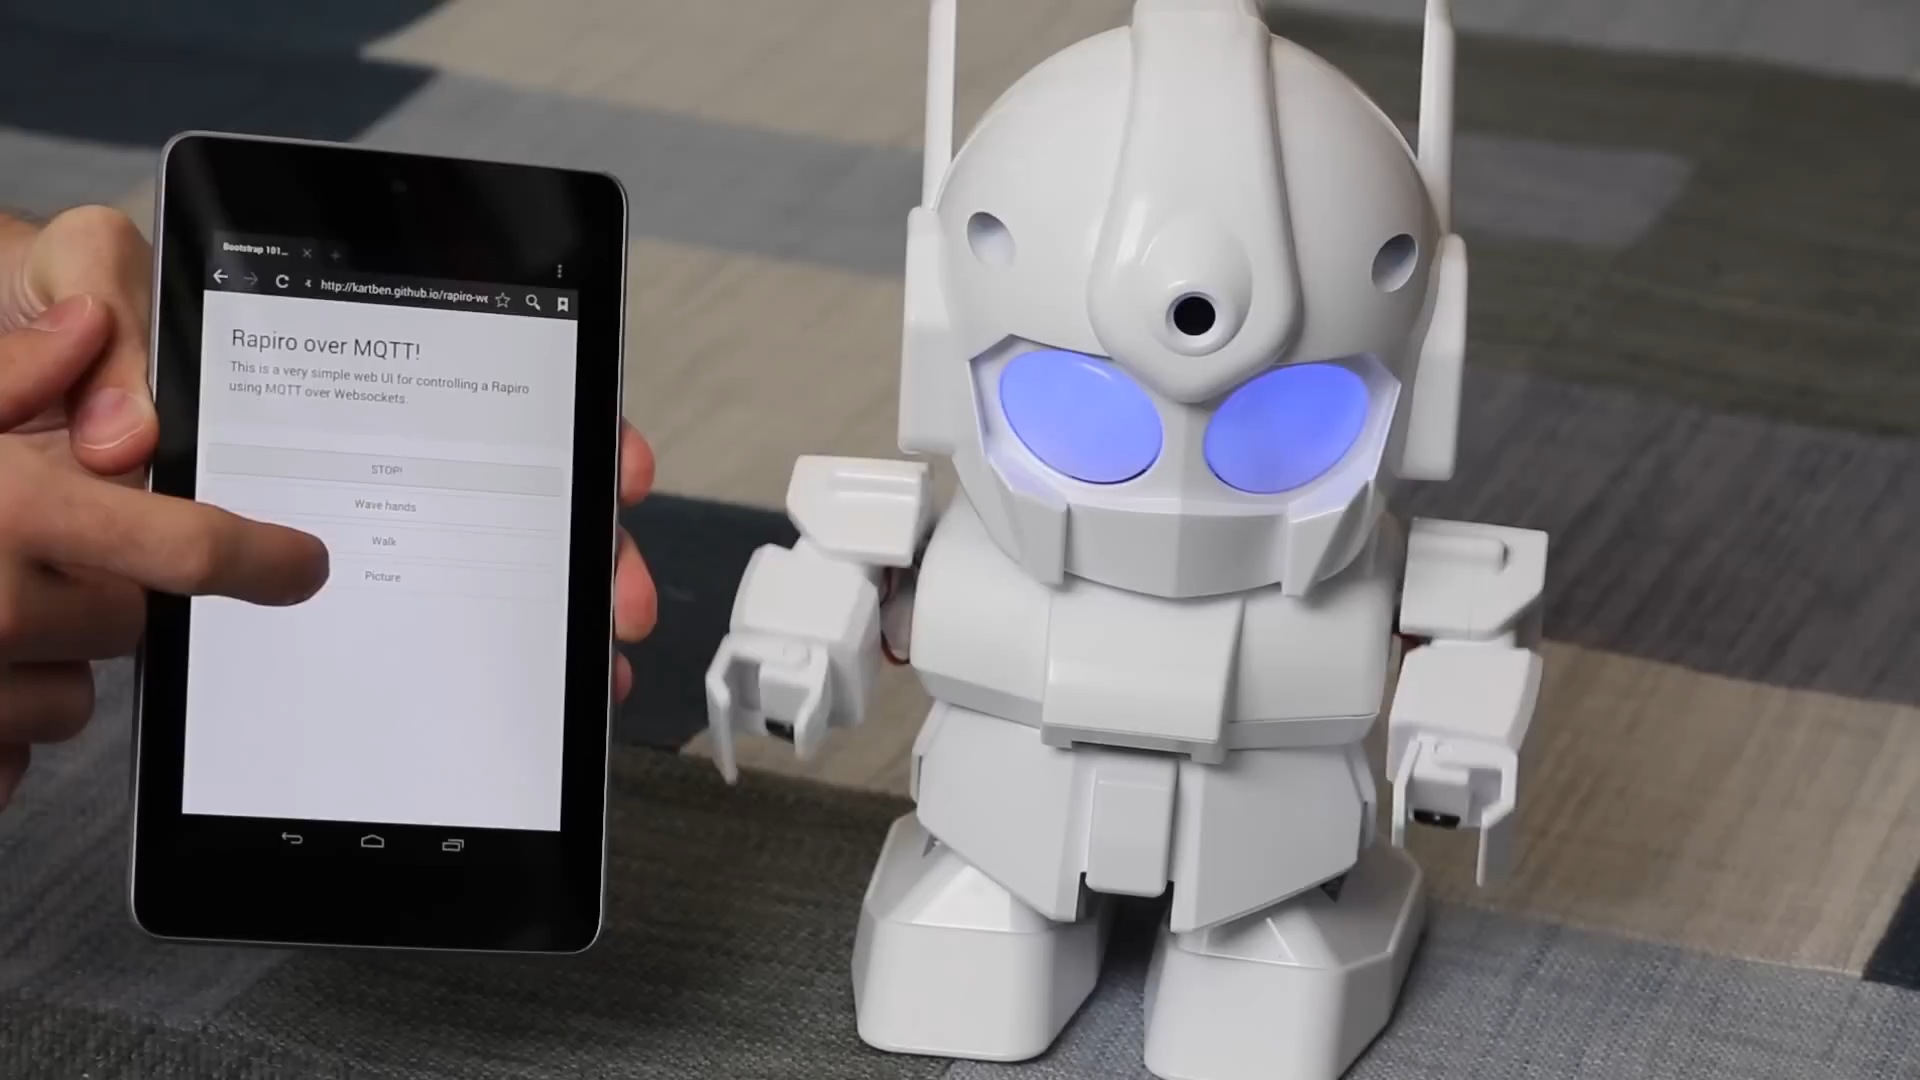 Bootstrap 101...
http://kartben.github.io/rapiro-we
Rapiro over MQTT!
This is a very simple web UI for controlling a Rapiro
using MQTT over Websockets.
STOP!
Wave hands
Walk
Picture